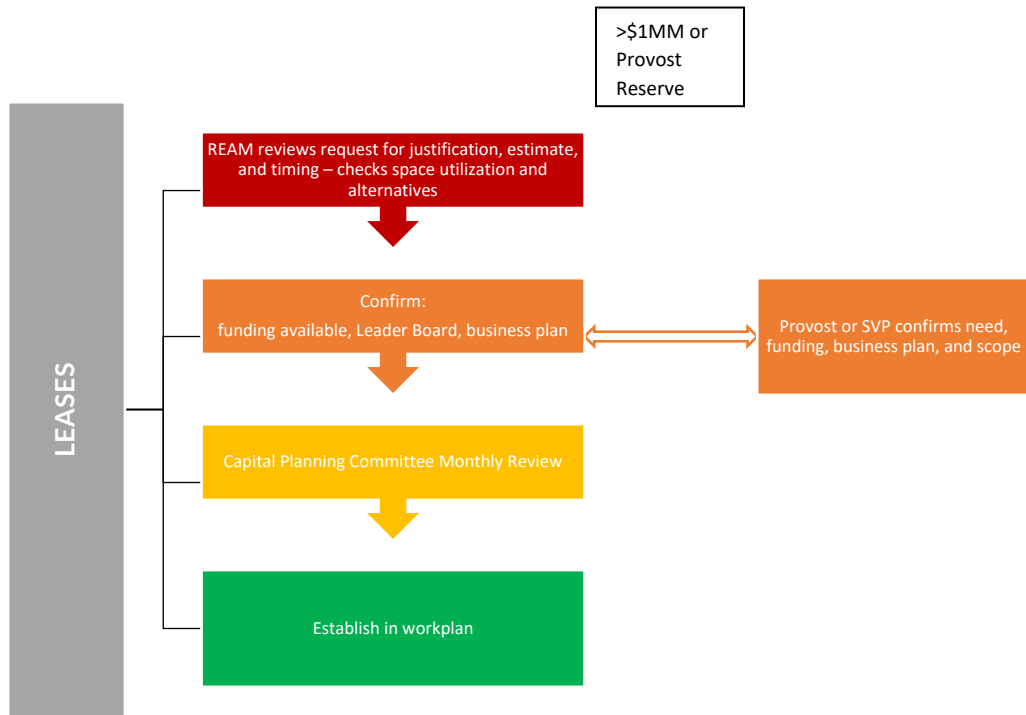 >$1MM or
Provost
Reserve
LEASES
REAM reviews request for justification, estimate,
and timing – checks space utilization and
alternatives
Confirm:
funding available, Leader Board, business plan
Provost or SVP confirms need,
funding, business plan, and scope
Capital Planning Committee Monthly Review
Establish in workplan